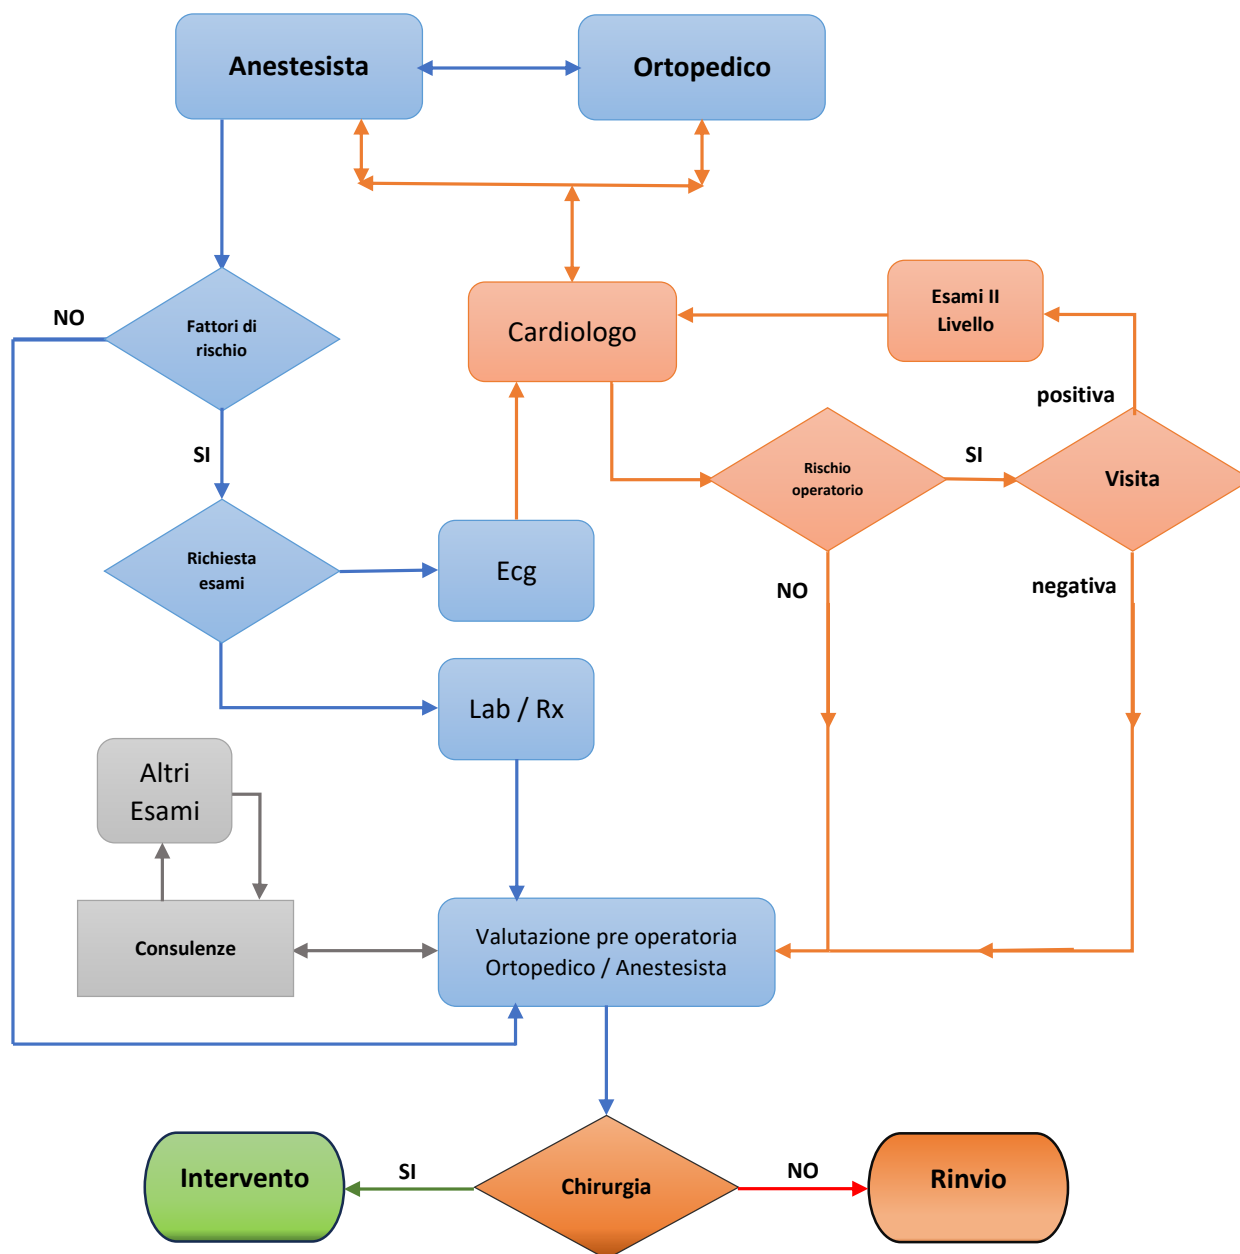 Anestesista
Ortopedico
NO
Fattori di
rischio
Cardiologo
Esami II
Livello
positiva
SI
Rischio
operatorio
SI
Visita
Richiesta
esami
Ecg
NO
negativa
Lab / Rx
Altri
Esami
Consulenze
Valutazione pre operatoria
Ortopedico / Anestesista
Intervento
SI
Chirurgia
NO
Rinvio